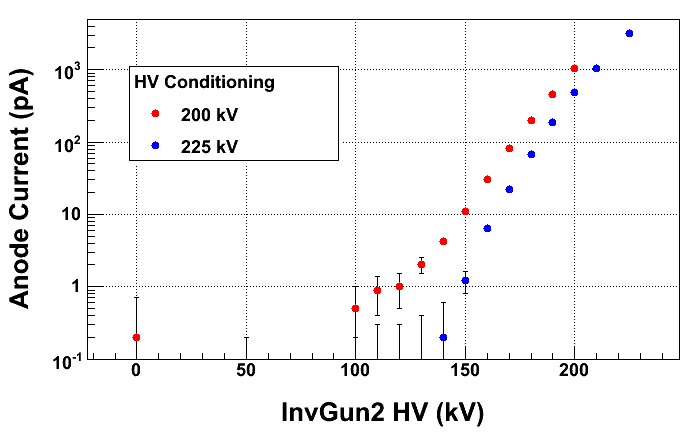 Anode Current (pA)
10³
10²
10
1
10⁻¹
HV Conditioning
200 kV
225 kV
0 50 100 150 200
InvGun2 HV (kV)